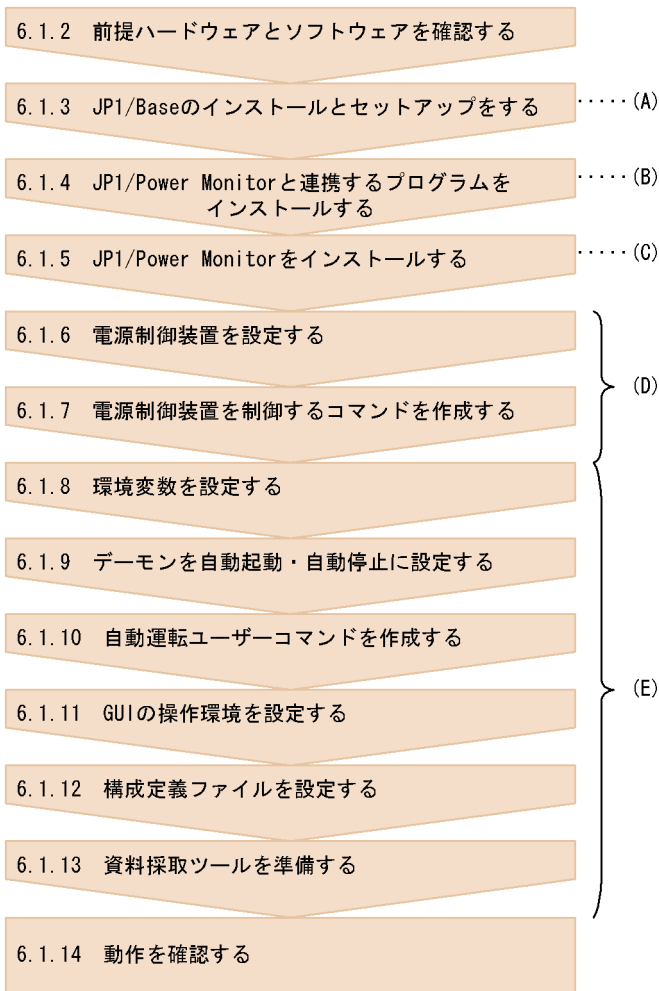 6.1.2 前提ハードウェアとソフトウェアを確認する
6.1.3 JP1/Baseのインストールとセットアップをする ‥‥‥(A)
6.1.4 JP1/Power Monitorと連携するプログラムを ‥‥‥(B)
インストールする
6.1.5 JP1/Power Monitorをインストールする ‥‥‥(C)
6.1.6 電源制御装置を設定する
(D)
6.1.7 電源制御装置を制御するコマンドを作成する
6.1.8 環境変数を設定する
6.1.9 デーモンを自動起動・自動停止に設定する
6.1.10 自動運転ユーザーコマンドを作成する
6.1.11 GUIの操作環境を設定する
(E)
6.1.12 構成定義ファイルを設定する
6.1.13 資料採取ツールを準備する
6.1.14 動作を確認する